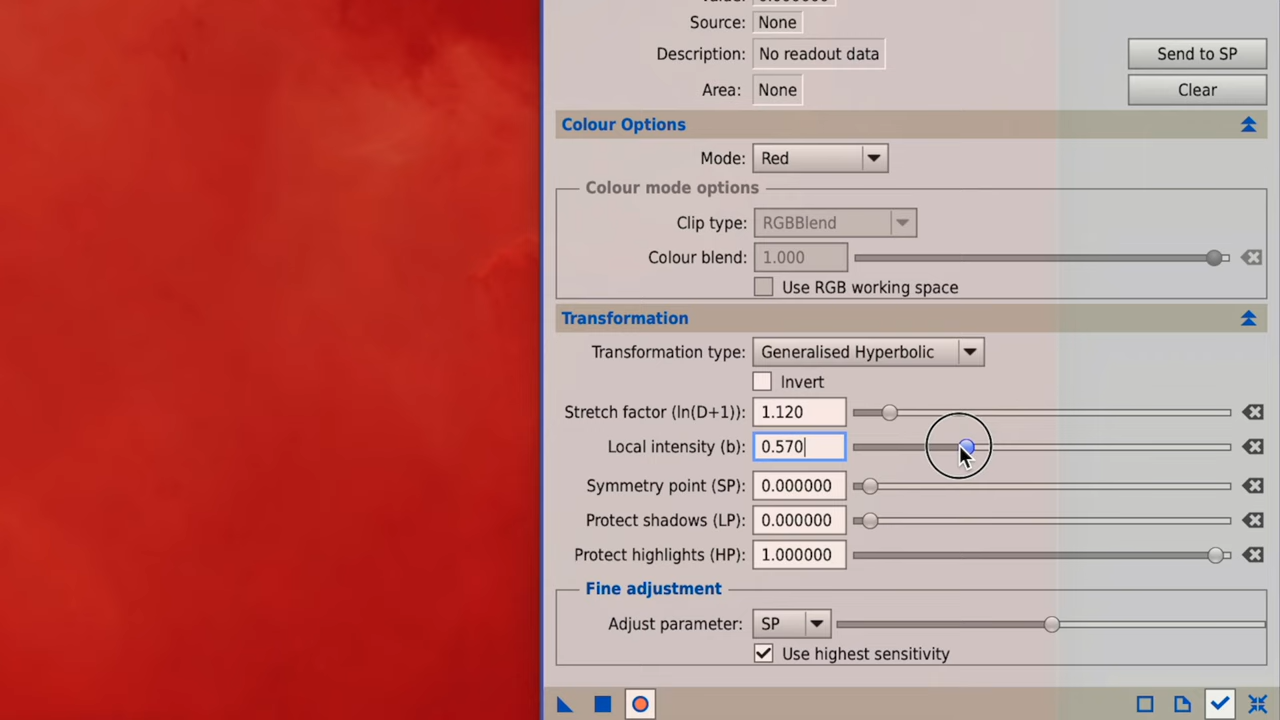 Source: None
Description: No readout data Send to SP
Area: None Clear
Colour Options
Mode: Red
Colour mode options
Clip type: RGBBlend
Colour blend: 1.000
Use RGB working space
Transformation
Transformation type: Generalised Hyperbolic
Invert
Stretch factor (ln(D+1)): 1.120
Local intensity (b): 0.570
Symmetry point (SP): 0.000000
Protect shadows (LP): 0.000000
Protect highlights (HP): 1.000000
Fine adjustment
Adjust parameter: SP
Use highest sensitivity